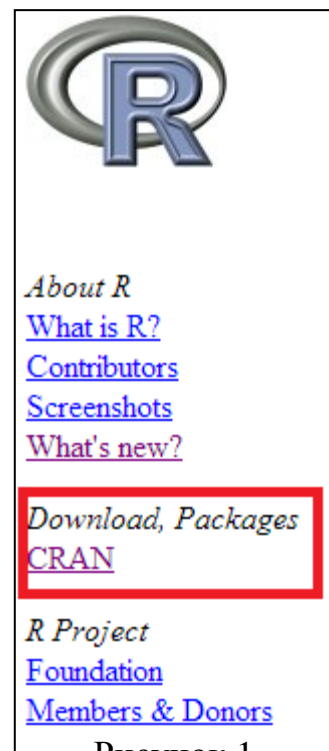 R
About R
What is R?
Contributors
Screenshots
What's new?
Download, Packages
CRAN
R Project
Foundation
Members & Donors
Рисунок 1